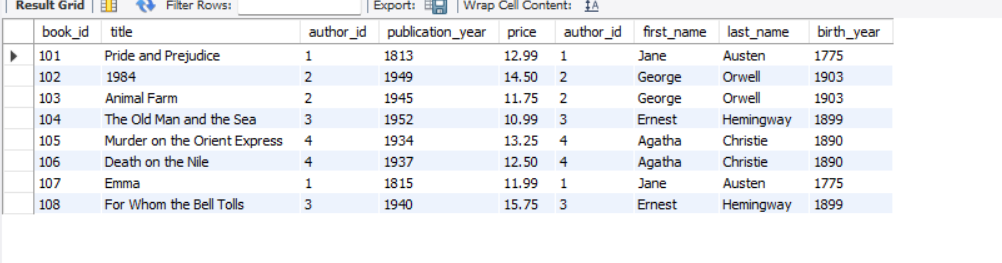 Result Grid Filter Rows: Export: Wrap Cell Content: IA
book_id title author_id publication_year price author_id first_name last_name birth_year
101 Pride and Prejudice 1 1813 12.99 1 Jane Austen 1775
102 1984 2 1949 14.50 2 George Orwell 1903
103 Animal Farm 2 1945 11.75 2 George Orwell 1903
104 The Old Man and the Sea 3 1952 10.99 3 Ernest Hemingway 1899
105 Murder on the Orient Express 4 1934 13.25 4 Agatha Christie 1890
106 Death on the Nile 4 1937 12.50 4 Agatha Christie 1890
107 Emma 1 1815 11.99 1 Jane Austen 1775
108 For Whom the Bell Tolls 3 1940 15.75 3 Ernest Hemingway 1899